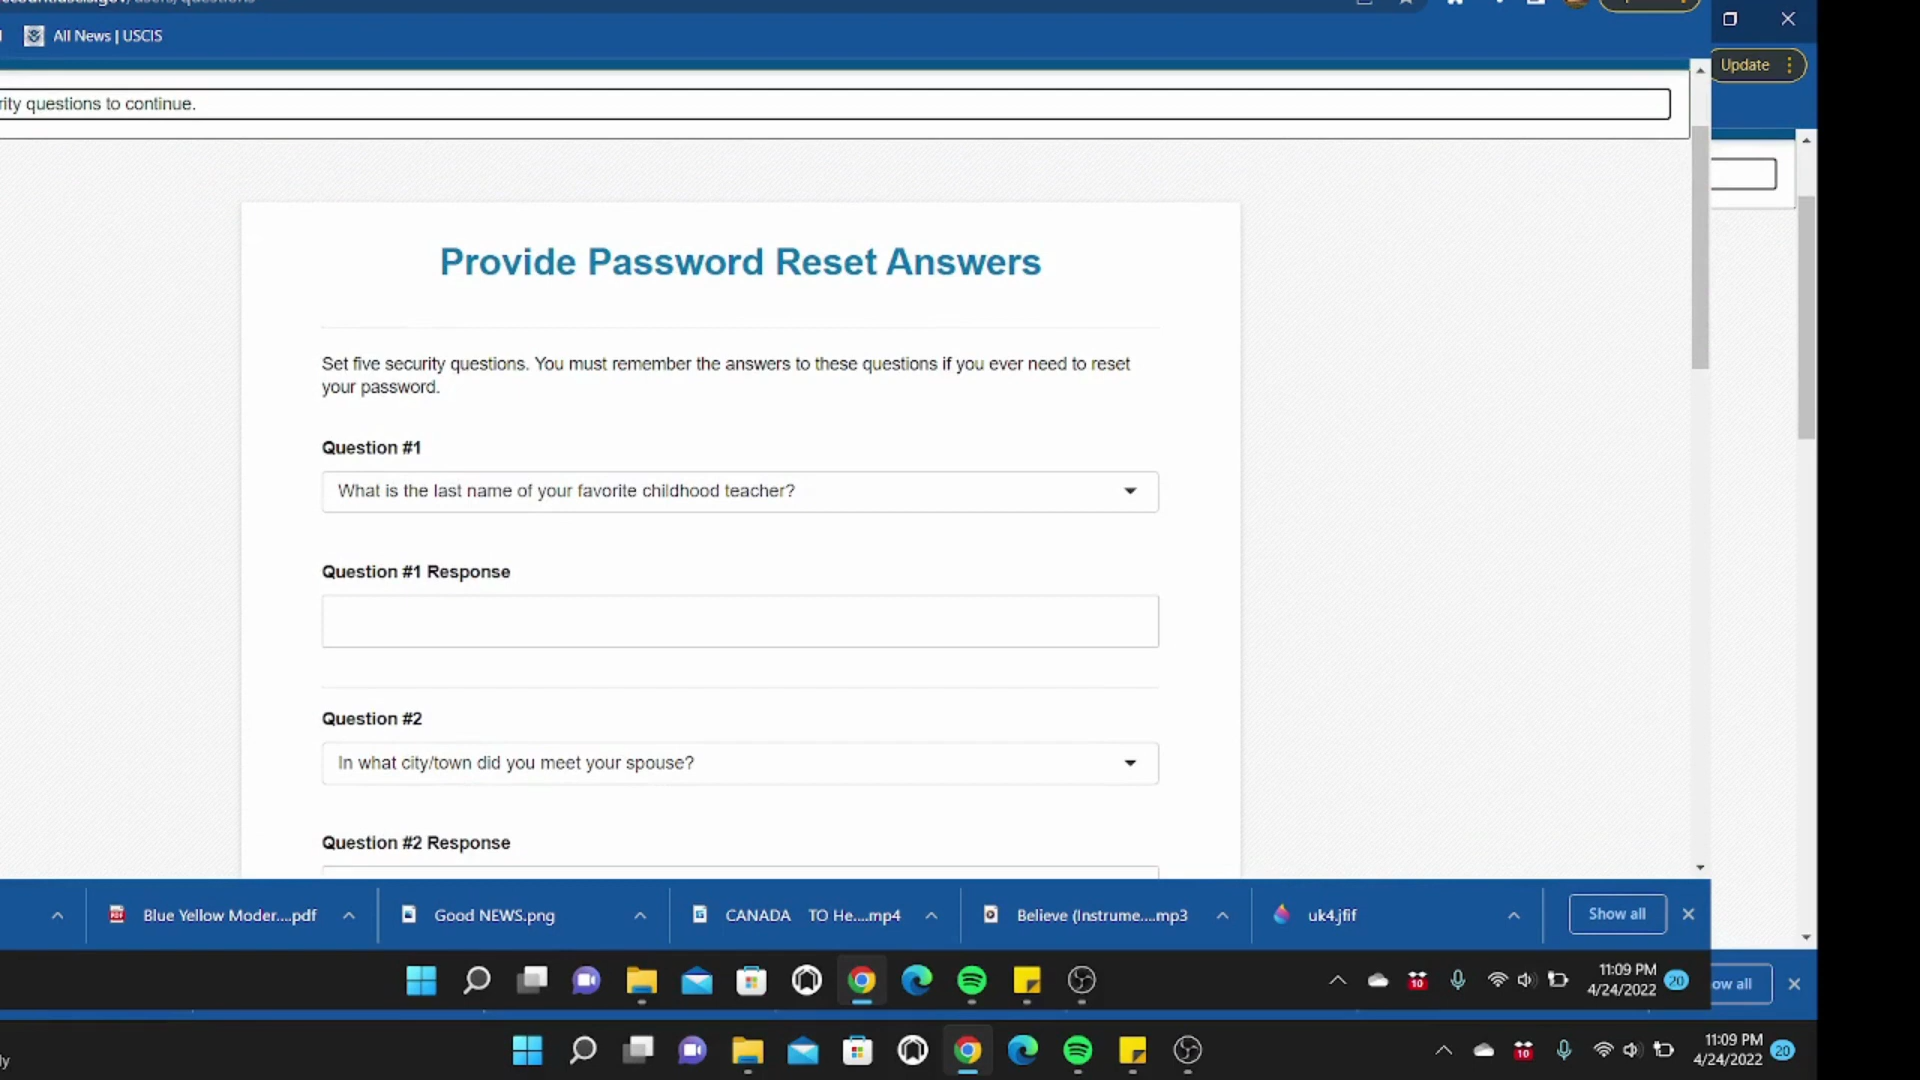 All News | USCIS
Update
rity questions to continue.
Provide Password Reset Answers
Set five security questions. You must remember the answers to these questions if you ever need to reset
your password.
Question #1
What is the last name of your favorite childhood teacher?
Question #1 Response
Question #2
In what city/town did you meet your spouse?
Question #2 Response
Blue Yellow Moder....pdf
Good NEWS.png
CANADA TO He....mp4
Believe (Instrume....mp3
uk4.jfif
Show all
10
11:09 PM
4/24/2022
20
ow all
ly
10
11:09 PM
4/24/2022
20